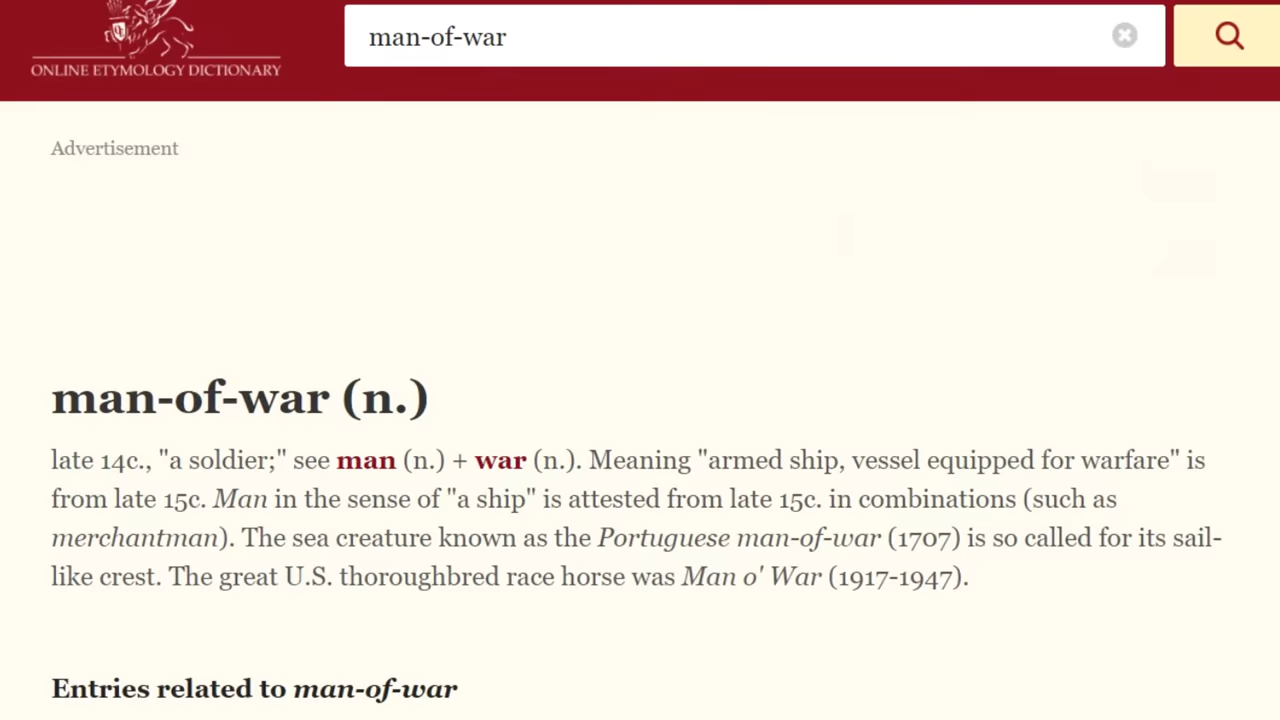 ONLINE ETYMOLOGY DICTIONARY
man-of-war
Advertisement
man-of-war (n.)
late 14c., "a soldier;" see man (n.) + war (n.). Meaning "armed ship, vessel equipped for warfare" is
from late 15c. Man in the sense of "a ship" is attested from late 15c. in combinations (such as
merchantman). The sea creature known as the Portuguese man-of-war (1707) is so called for its sail-
like crest. The great U.S. thoroughbred race horse was Man o' War (1917-1947).
Entries related to man-of-war